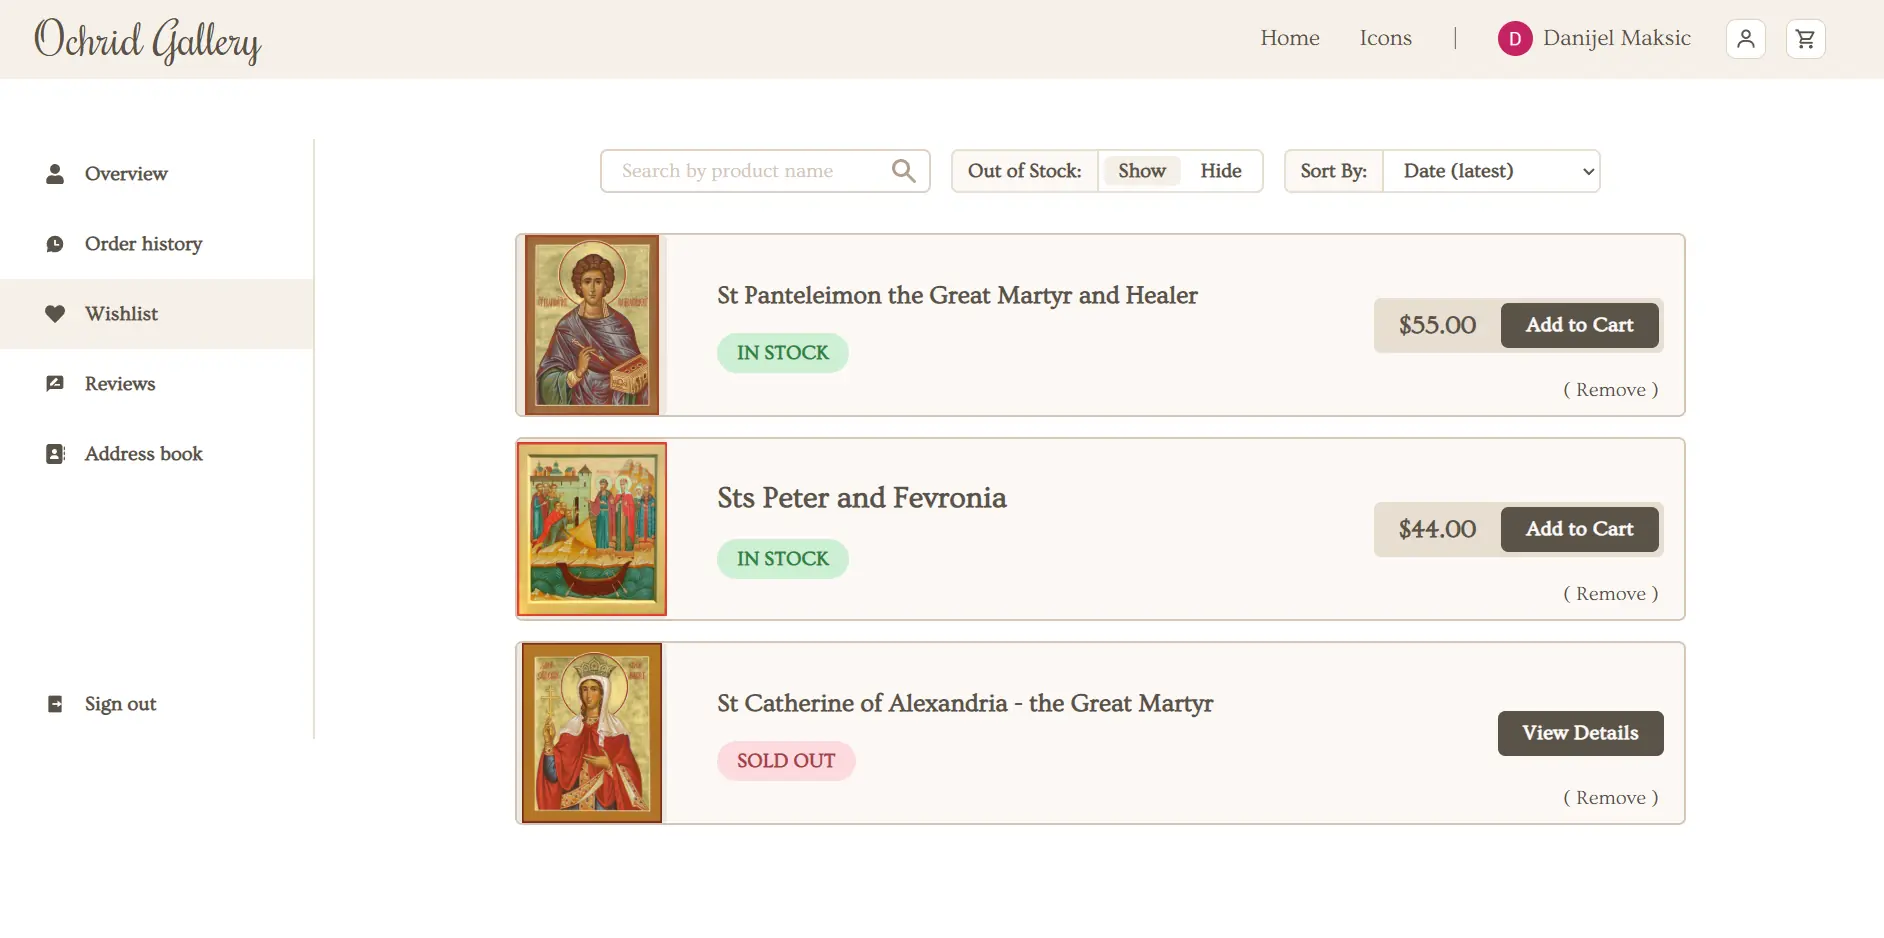 Ochrid Gallery
Home
Icons
|
D
Danijel Maksic
Overview
Order history
Wishlist
Reviews
Address book
Sign out
Search by product name
Out of Stock:
Show
Hide
Sort By:
Date (latest)
St Panteleimon the Great Martyr and Healer
IN STOCK
$55.00
Add to Cart
( Remove )
Sts Peter and Fevronia
IN STOCK
$44.00
Add to Cart
( Remove )
St Catherine of Alexandria - the Great Martyr
SOLD OUT
View Details
( Remove )